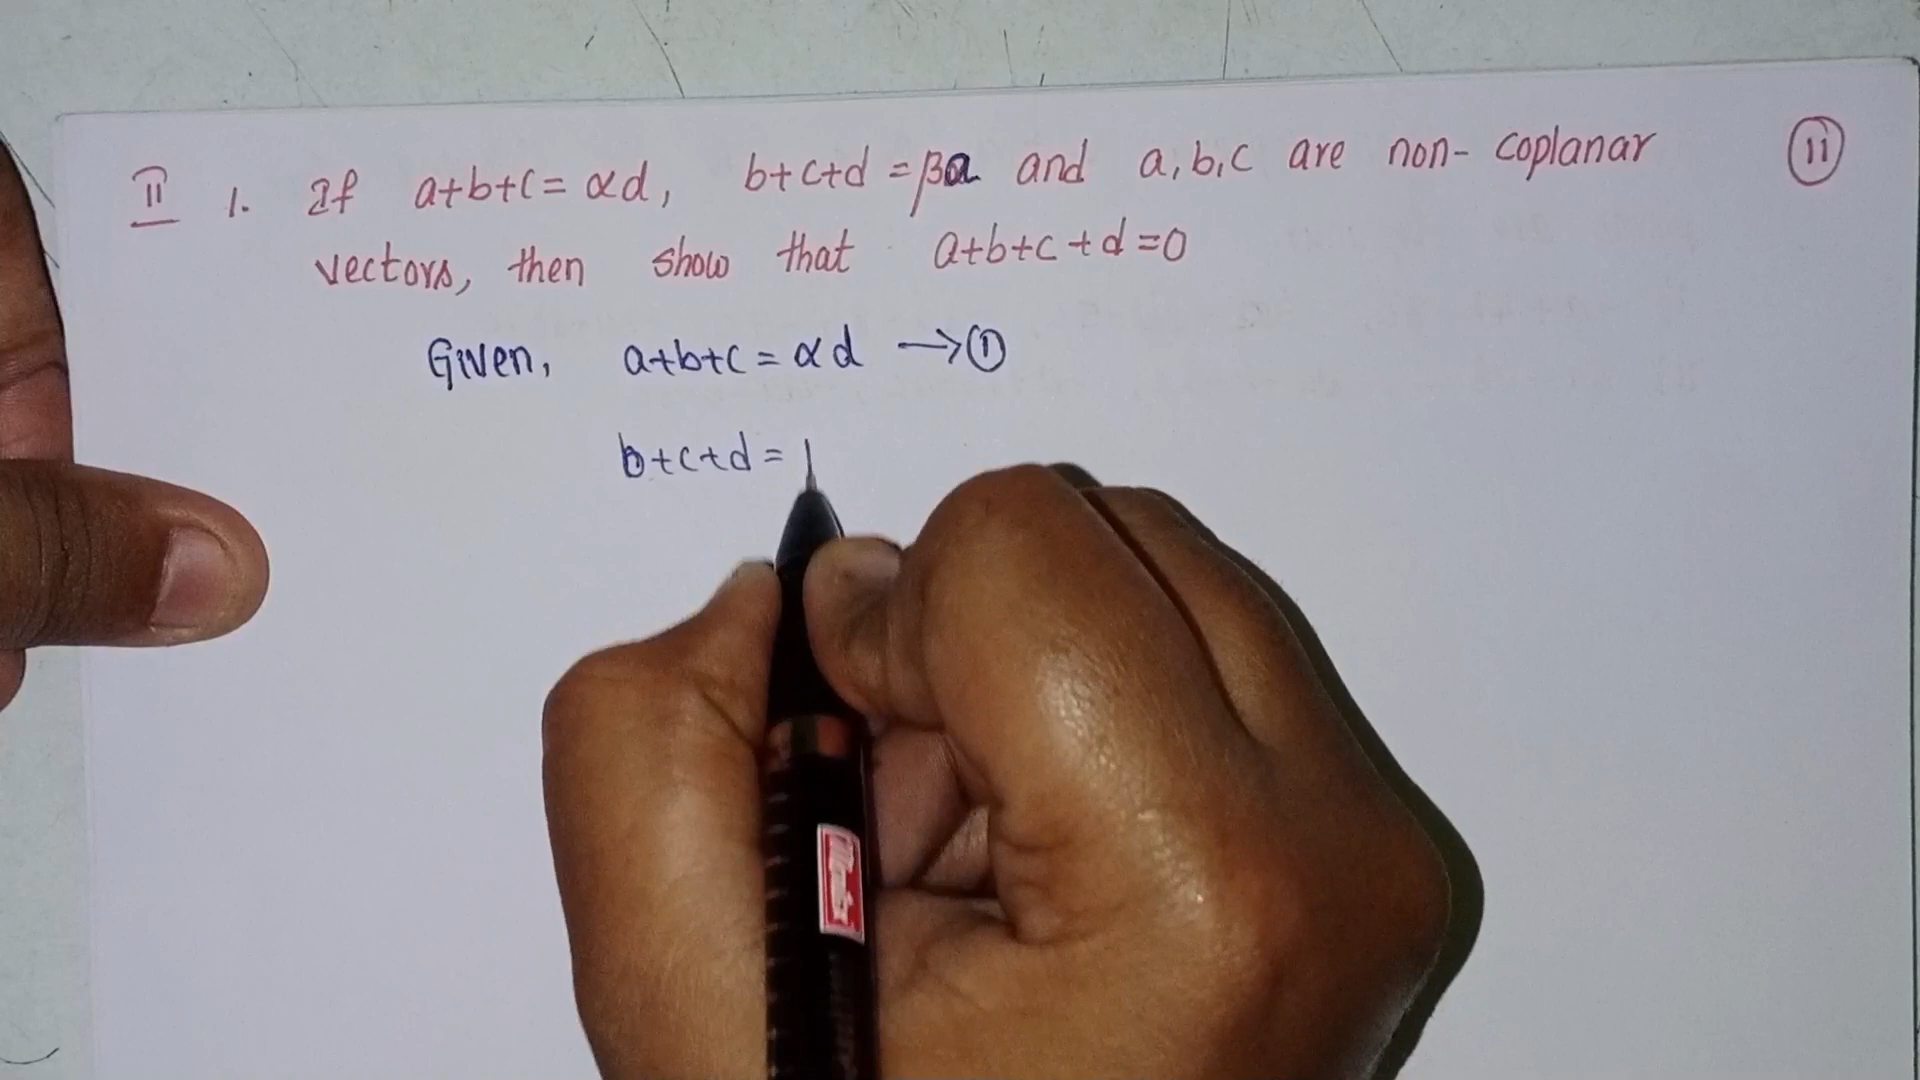 II 1. If a+b+c = αd, b+c+d = βa and a,b,c are non-coplanar 11
vectors, then show that a+b+c+d=0
Given, a+b+c = αd →①
b+c+d =